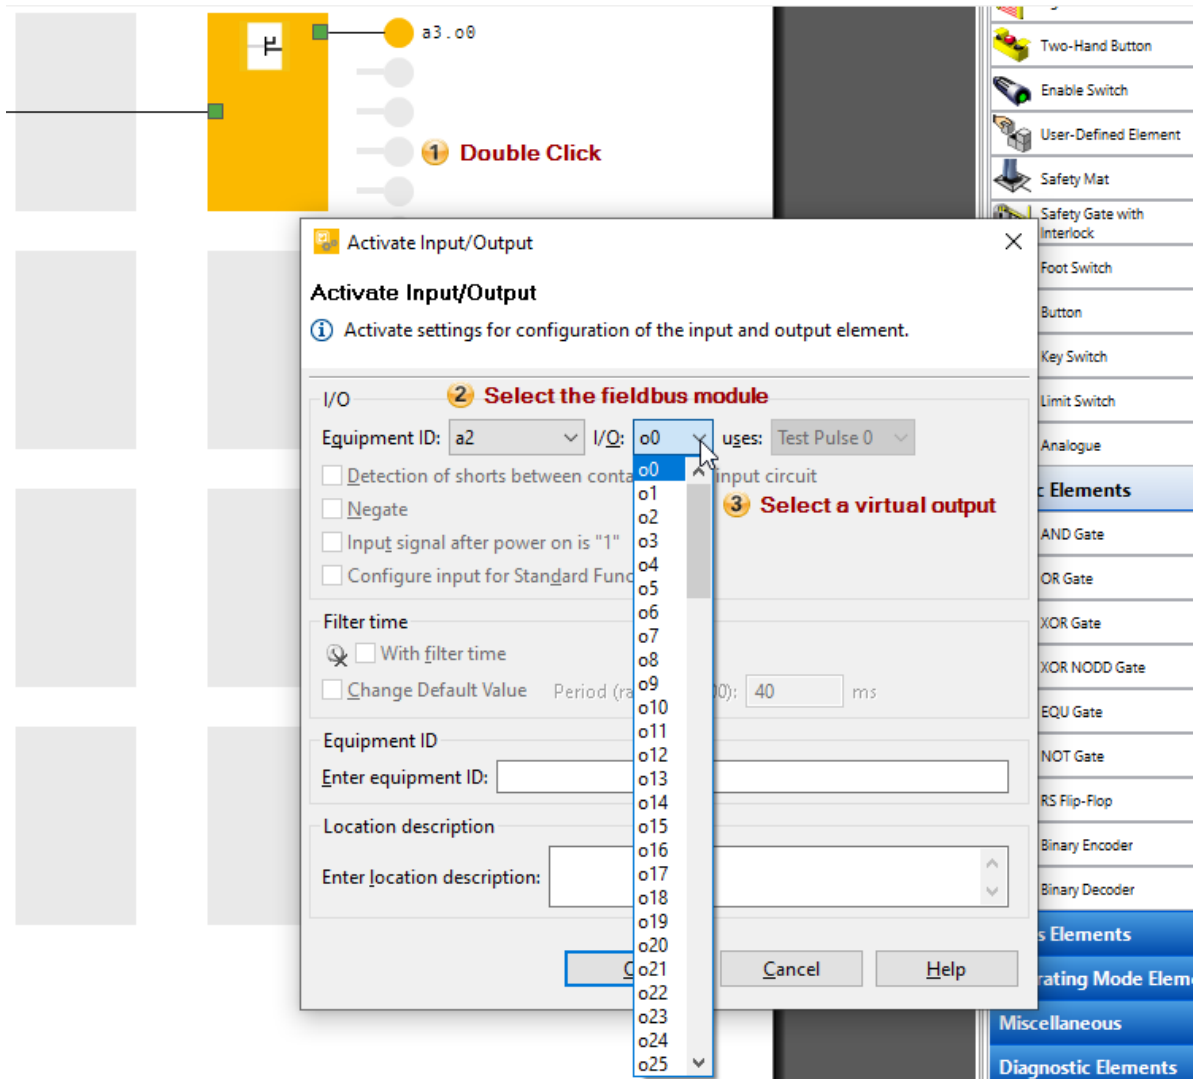 a3.o0
1 Double Click
Activate Input/Output
Activate Input/Output
Activate settings for configuration of the input and output element.
I/O
2 Select the fieldbus module
Equipment ID: a2 I/O: o0 uses: Test Pulse 0
Detection of shorts between conta
input circuit
Negate
3 Select a virtual output
Input signal after power on is "1"
Configure input for Standard Func
Filter time
With filter time
Change Default Value Period (ra 00): 40 ms
Equipment ID
Enter equipment ID:
Location description
Enter location description:
Cancel
Help
o0
o1
o2
o3
o4
o5
o6
o7
o8
o9
o10
o11
o12
o13
o14
o15
o16
o17
o18
o19
o20
o21
o22
o23
o24
o25
Two-Hand Button
Enable Switch
User-Defined Element
Safety Mat
Safety Gate with
Interlock
Foot Switch
Button
Key Switch
Limit Switch
Analogue
c Elements
AND Gate
OR Gate
XOR Gate
XOR NODD Gate
EQU Gate
NOT Gate
RS Flip-Flop
Binary Encoder
Binary Decoder
s Elements
rating Mode Elem
Miscellaneous
Diagnostic Elements